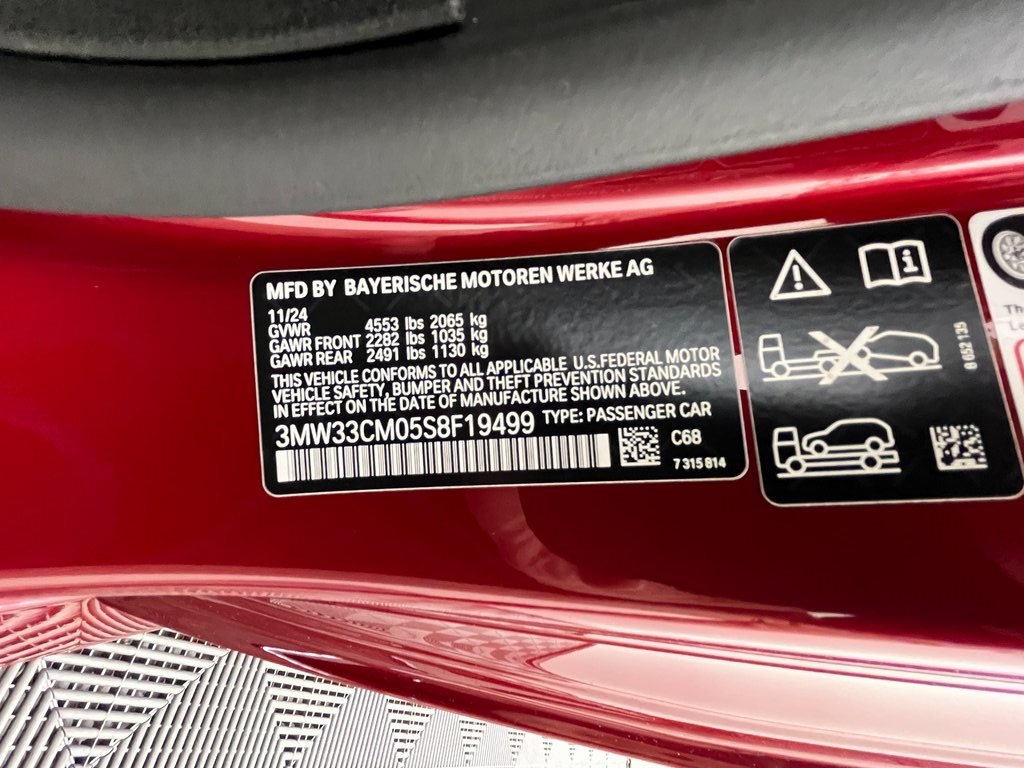 MFD BY BAYERISCHE MOTOREN WERKE AG
11/24
GVWR 4553 lbs 2065 kg
GAWR FRONT 2282 lbs 1035 kg
GAWR REAR 2491 lbs 1130 kg
THIS VEHICLE CONFORMS TO ALL APPLICABLE U.S.FEDERAL MOTOR
VEHICLE SAFETY, BUMPER AND THEFT PREVENTION STANDARDS
IN EFFECT ON THE DATE OF MANUFACTURE SHOWN ABOVE.
3MW33CM05S8F19499 TYPE: PASSENGER CAR
C68
7 315 814
i
8 652 135